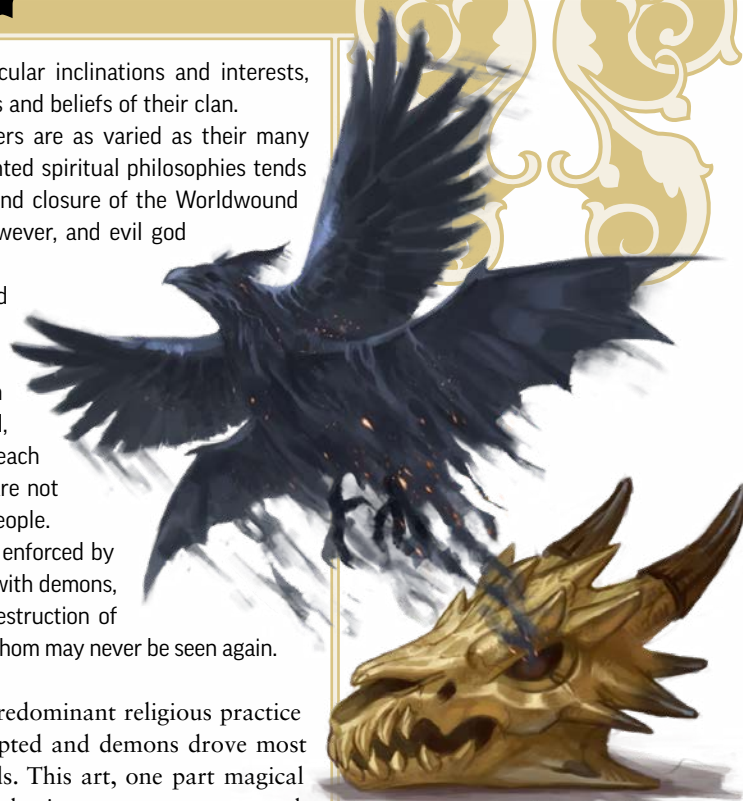 cular inclinations and interests,
s and beliefs of their clan.
ers are as varied as their many
nted spiritual philosophies tends
nd closure of the Worldwound
wever, and evil god
d
n
l,
each
re not
eople.
enforced by
with demons,
estruction of
hom may never be seen again.
redominant religious practice
pted and demons drove most
ls. This art, one part magical